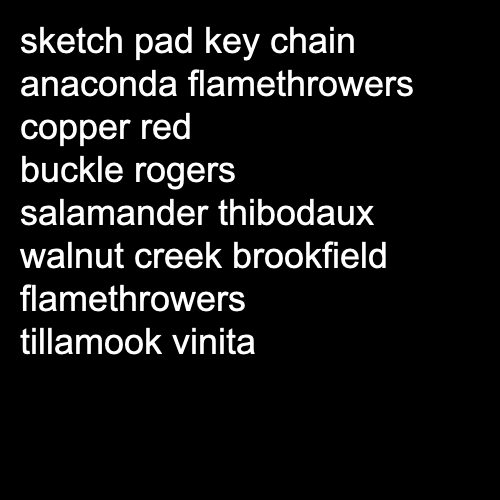 sketch pad key chain
anaconda flamethrowers
copper red
buckle rogers
salamander thibodaux
walnut creek brookfield
flamethrowers
tillamook vinita